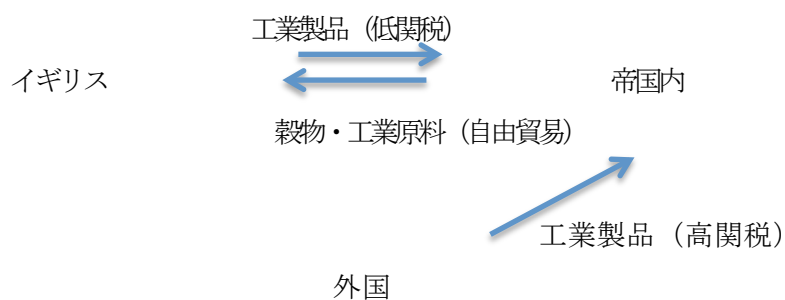 工業製品（低関税）
イギリス
帝国内
穀物・工業原料（自由貿易）
工業製品（高関税）
外国